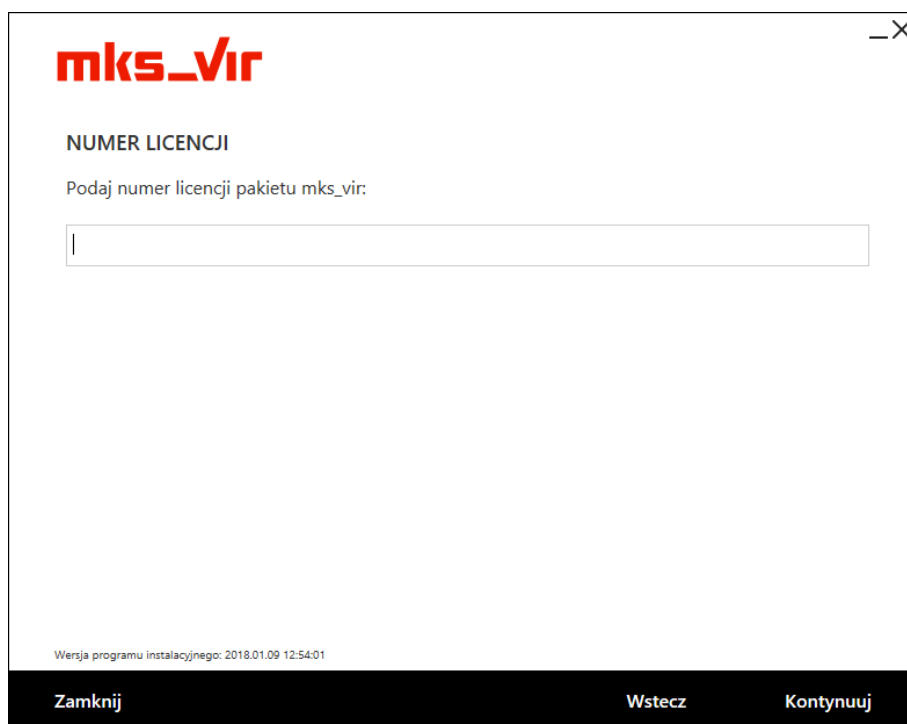 mks_vir
NUMER LICENCJI
Podaj numer licencji pakietu mks_vir:
Wersja programu instalacyjnego: 2018.01.09 12:54:01
Zamknij
Wstecz
Kontynuuj